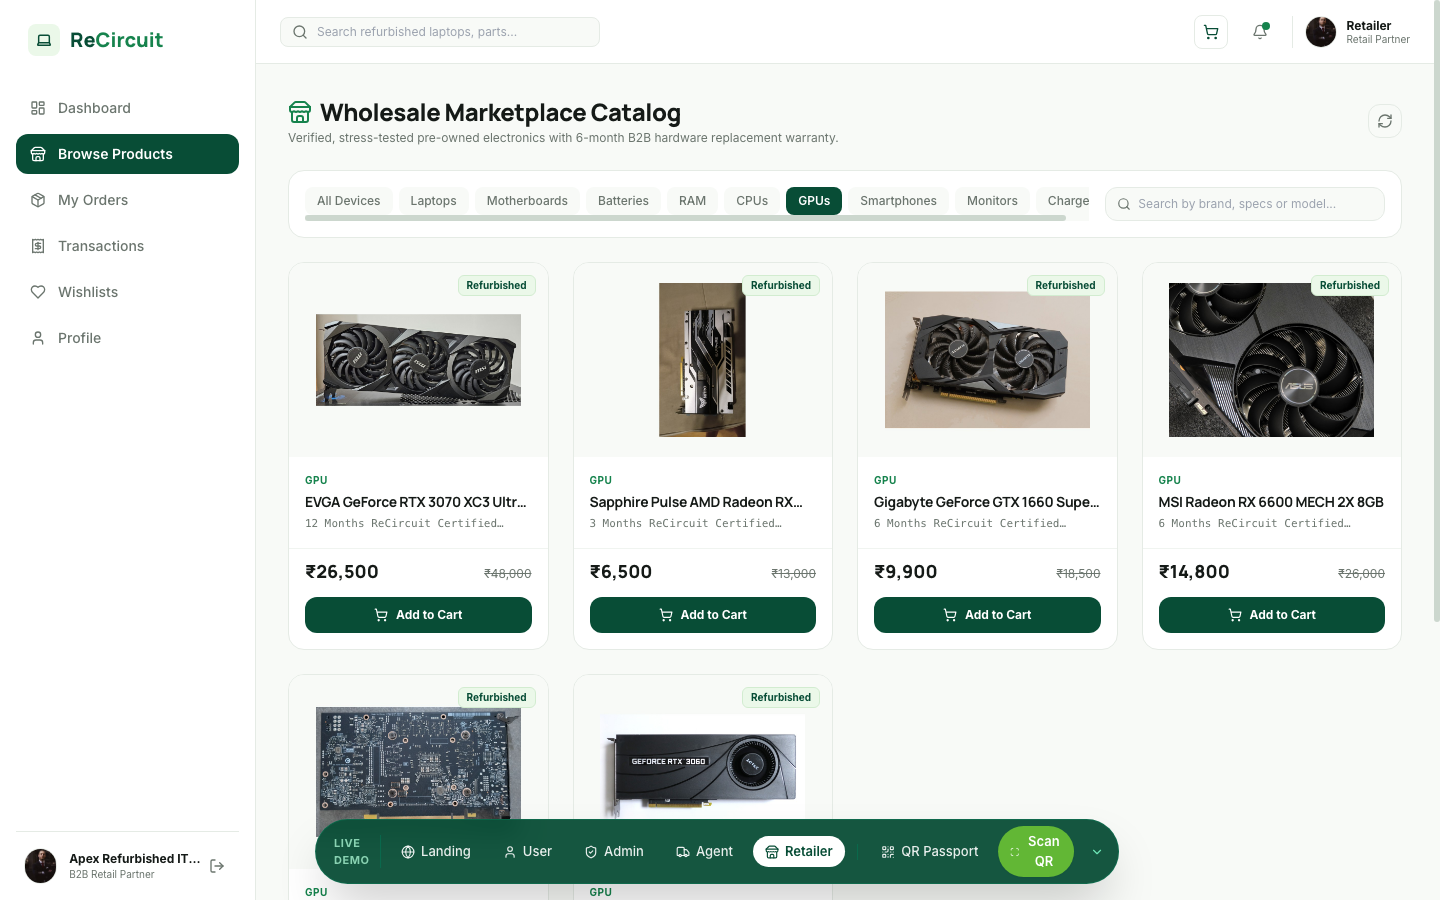 ReCircuit
Search refurbished laptops, parts...
Retailer
Retail Partner
Dashboard
Browse Products
My Orders
Transactions
Wishlists
Profile
Wholesale Marketplace Catalog
Verified, stress-tested pre-owned electronics with 6-month B2B hardware replacement warranty.
All Devices
Laptops
Motherboards
Batteries
RAM
CPUs
GPUs
Smartphones
Monitors
Charge
Search by brand, specs or model...
Refurbished
GPU
EVGA GeForce RTX 3070 XC3 Ultr...
12 Months ReCircuit Certified…
₹26,500
₹48,000
Add to Cart
Refurbished
GPU
Sapphire Pulse AMD Radeon RX...
3 Months ReCircuit Certified…
₹6,500
₹13,000
Add to Cart
Refurbished
GPU
Gigabyte GeForce GTX 1660 Supe...
6 Months ReCircuit Certified…
₹9,900
₹18,500
Add to Cart
Refurbished
ASUS
GPU
MSI Radeon RX 6600 MECH 2X 8GB
6 Months ReCircuit Certified…
₹14,800
₹26,000
Add to Cart
Refurbished
GPU
Refurbished
GEFORCE RTX 3060
GPU
LIVE
DEMO
Landing
User
Admin
Agent
Retailer
QR Passport
Scan
QR
Apex Refurbished IT...
B2B Retail Partner